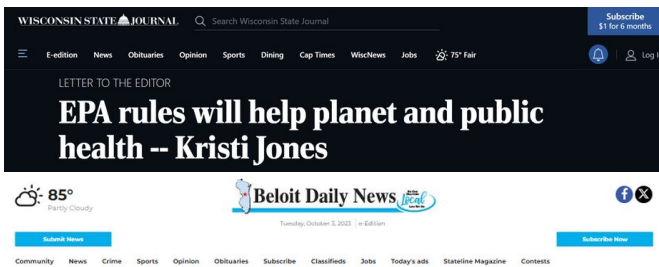 WISCONSIN STATE JOURNAL Search Wisconsin State Journal Subscribe
$1 for 6 months
E-edition News Obituaries Opinion Sports Dining Cap Times WiscNews Jobs 75° Fair Log I
LETTER TO THE EDITOR
EPA rules will help planet and public
health -- Kristi Jones
85°
Partly Cloudy
Beloit Daily News Local
Tuesday, October 3, 2023 | e-Edition
Submit News Subscribe Now
Community News Crime Sports Opinion Obituaries Subscribe Classifieds Jobs Today's ads Stateline Magazine Contests